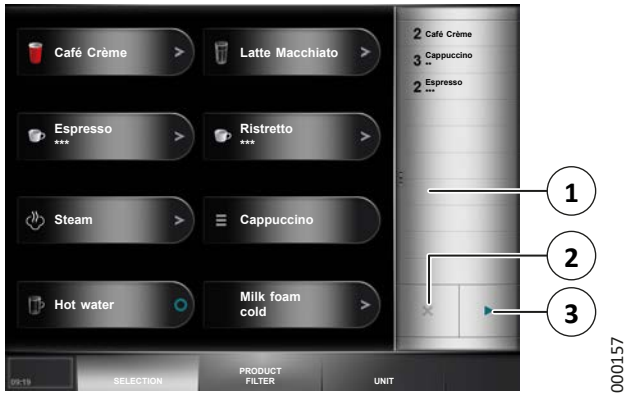 Café Crème
Latte Macchiato
Espresso
***
Ristretto
***
Steam
Cappuccino
Hot water
Milk foam
cold
2 Café Crème
3 Cappuccino
**
2 Espresso
***
1
2
3
09:19
SELECTION
PRODUCT
FILTER
UNIT
000157